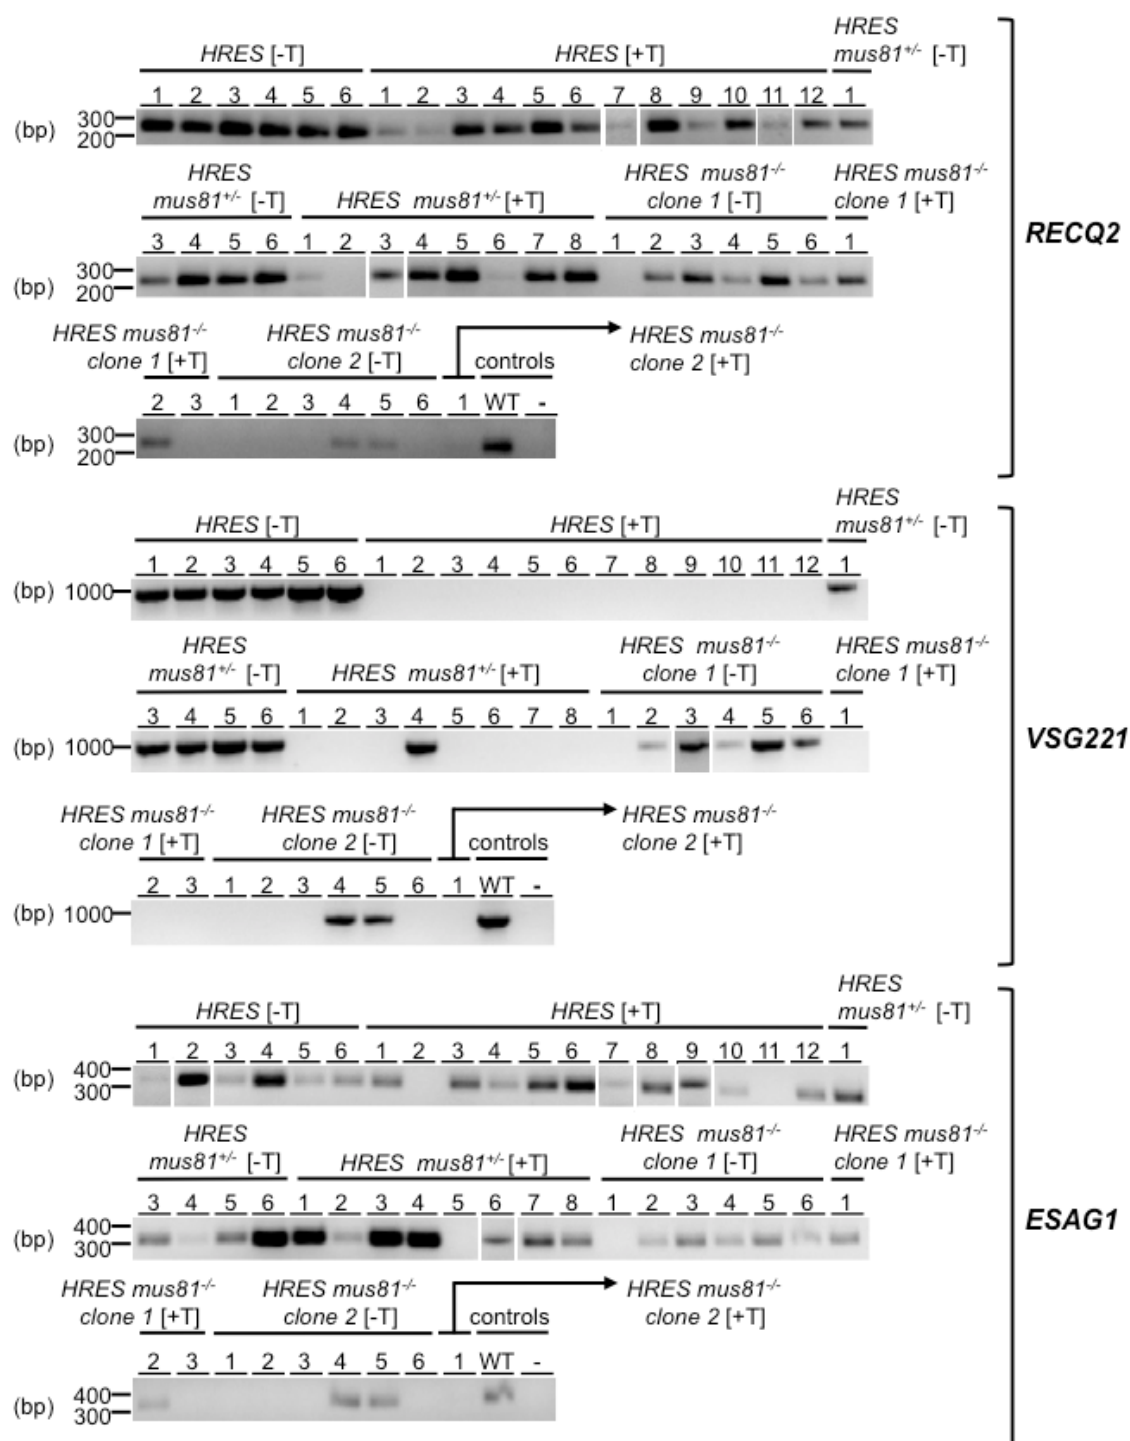 HRES
HRES [-T] HRES [+T] mus81+/- [-T]
1 2 3 4 5 6 1 2 3 4 5 6 7 8 9 10 11 12 1
(bp) 300
200
HRES HRES mus81-/- HRES mus81-/-
mus81+/- [-T] HRES mus81+/- [+T] clone 1 [-T] clone 1 [+T]
3 4 5 6 1 2 3 4 5 6 7 8 1 2 3 4 5 6 1
RECQ2
(bp) 300
200
HRES mus81-/- HRES mus81-/- HRES mus81-/-
clone 1 [+T] clone 2 [-T] controls clone 2 [+T]
2 3 1 2 3 4 5 6 1 WT -
(bp) 300
200
HRES
HRES [-T] HRES [+T] mus81+/- [-T]
1 2 3 4 5 6 1 2 3 4 5 6 7 8 9 10 11 12 1
(bp) 1000
HRES HRES mus81-/- HRES mus81-/-
mus81+/- [-T] HRES mus81+/- [+T] clone 1 [-T] clone 1 [+T]
3 4 5 6 1 2 3 4 5 6 7 8 1 2 3 4 5 6 1
(bp) 1000
VSG221
HRES mus81-/- HRES mus81-/- HRES mus81-/-
clone 1 [+T] clone 2 [-T] controls clone 2 [+T]
2 3 1 2 3 4 5 6 1 WT -
(bp) 1000
HRES
HRES [-T] HRES [+T] mus81+/- [-T]
1 2 3 4 5 6 1 2 3 4 5 6 7 8 9 10 11 12 1
(bp) 400
300
HRES HRES mus81-/- HRES mus81-/-
mus81+/- [-T] HRES mus81+/- [+T] clone 1 [-T] clone 1 [+T]
3 4 5 6 1 2 3 4 5 6 7 8 1 2 3 4 5 6 1
ESAG1
(bp) 400
300
HRES mus81-/- HRES mus81-/- HRES mus81-/-
clone 1 [+T] clone 2 [-T] controls clone 2 [+T]
2 3 1 2 3 4 5 6 1 WT -
(bp) 400
300